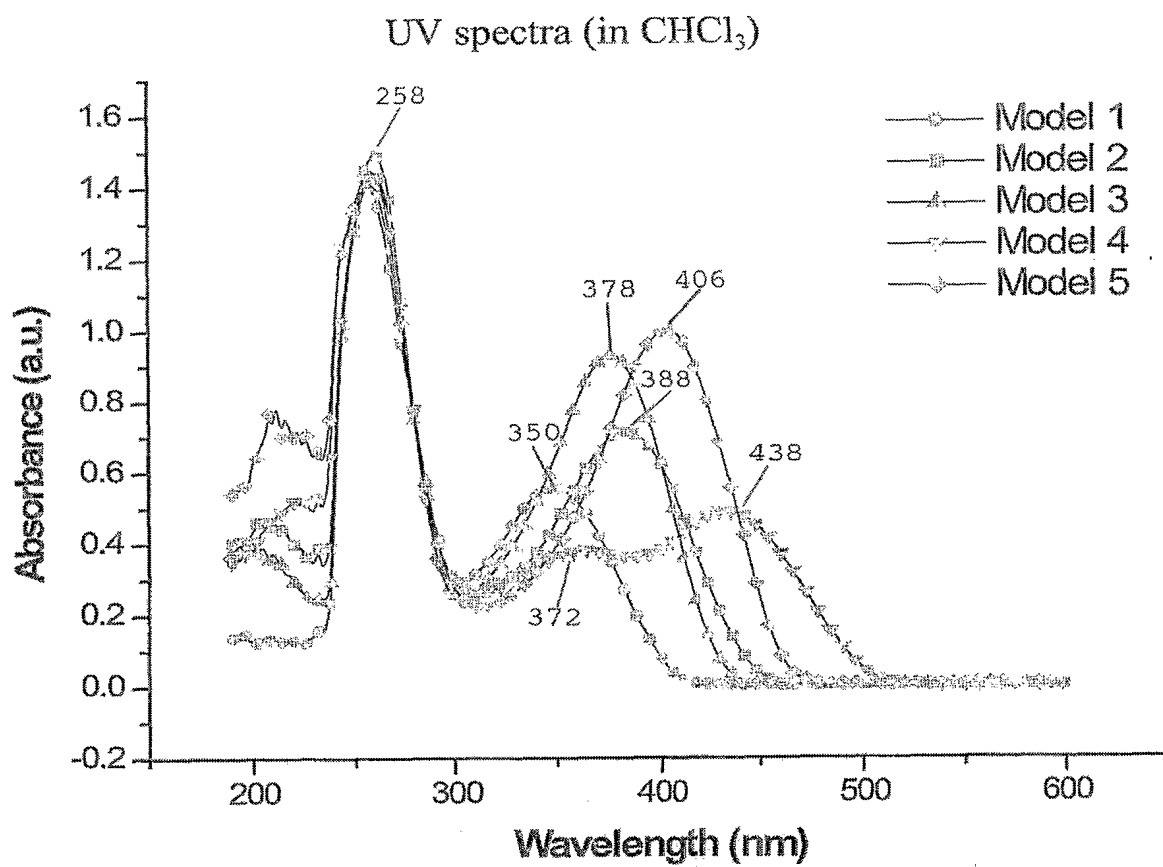 UV spectra (in CHCl₃)
258
378
406
388
350
438
372
Model 1
Model 2
Model 3
Model 4
Model 5
1.6
1.4
1.2
1.0
0.8
0.6
0.4
0.2
0.0
-0.2
Absorbance (a.u.)
200
300
400
500
600
Wavelength (nm)